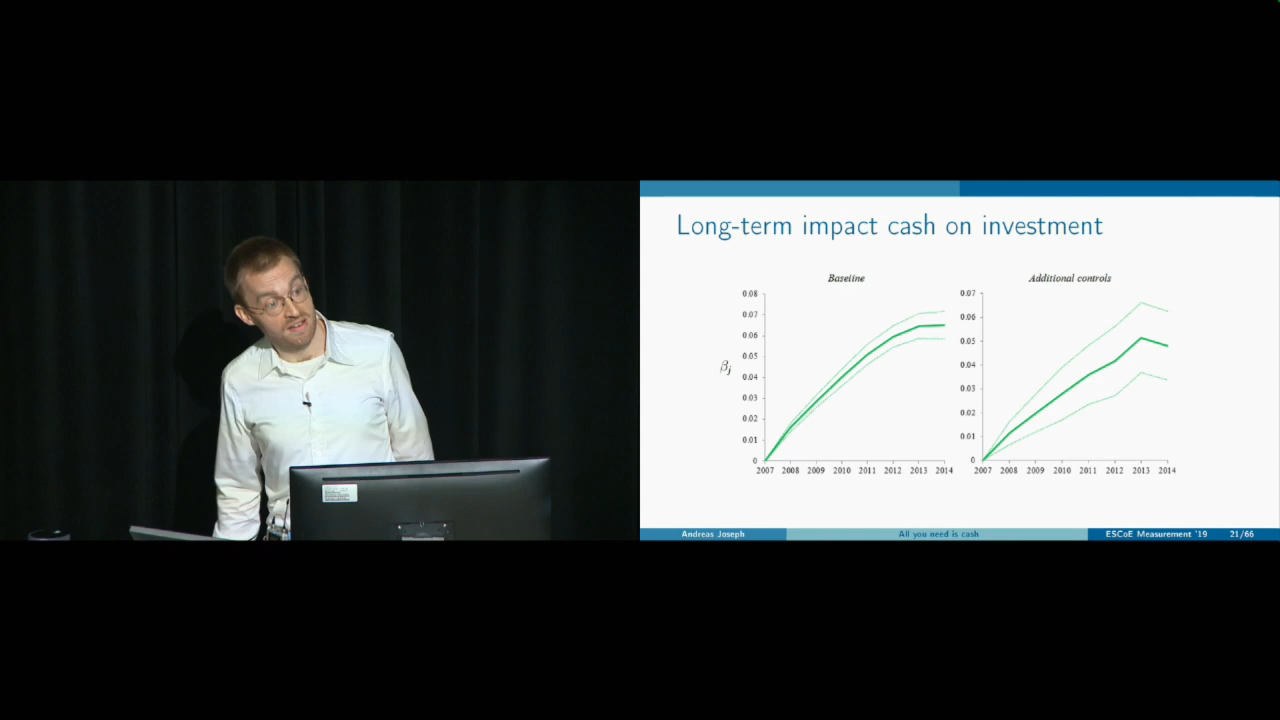 Long-term impact cash on investment
Baseline
0.08
0.07
0.06
0.05
0.04
0.03
0.02
0.01
0
βj
2007 2008 2009 2010 2011 2012 2013 2014
Additional controls
0.07
0.06
0.05
0.04
0.03
0.02
0.01
0
2007 2008 2009 2010 2011 2012 2013 2014
Andreas Joseph
All you need is cash
ESCoE Measurement '19
21/66